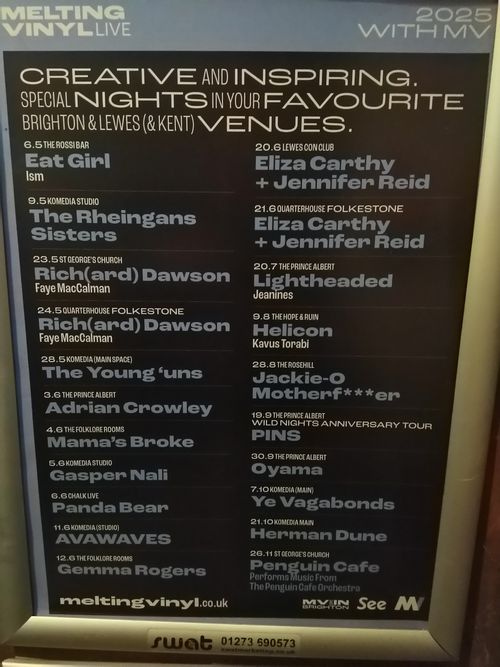 MELTING
VINYL LIVE
2025
WITH MV
CREATIVE AND INSPIRING.
SPECIAL NIGHTS IN YOUR FAVOURITE
BRIGHTON & LEWES (& KENT) VENUES.
6.5 THE ROSSI BAR
Eat Girl
Ism
9.5 KOMEDIA STUDIO
The Rheingans
Sisters
23.5 ST GEORGE'S CHURCH
Rich(ard) Dawson
Faye MacCalman
24.5 QUARTERHOUSE FOLKESTONE
Rich(ard) Dawson
Faye MacCalman
28.5 KOMEDIA (MAIN SPACE)
The Young 'uns
3.6 THE PRINCE ALBERT
Adrian Crowley
4.6 THE FOLKLORE ROOMS
Mama's Broke
5.6 KOMEDIA STUDIO
Gasper Nali
6.6 CHALK LIVE
Panda Bear
11.6 KOMEDIA (STUDIO)
AVAWAVES
12.6 THE FOLKLORE ROOMS
Gemma Rogers
20.6 LEWES CON CLUB
Eliza Carthy
+ Jennifer Reid
21.6 QUARTERHOUSE FOLKESTONE
Eliza Carthy
+ Jennifer Reid
20.7 THE PRINCE ALBERT
Lightheaded
Jeanines
9.8 THE HOPE & RUIN
Helicon
Kavus Torabi
28.8 THE ROSEHILL
Jackie-O
Motherf***er
19.9 THE PRINCE ALBERT
WILD NIGHTS ANNIVERSARY TOUR
PINS
30.9 THE PRINCE ALBERT
Oyama
7.10 KOMEDIA (MAIN)
Ye Vagabonds
21.10 KOMEDIA MAIN
Herman Dune
26.11 ST GEORGE'S CHURCH
Penguin Cafe
Performs Music From
The Penguin Cafe Orchestra
meltingvinyl.co.uk
MV IN
BRIGHTON
See
MV
swat 01273 690573
swatmarketing.co.uk